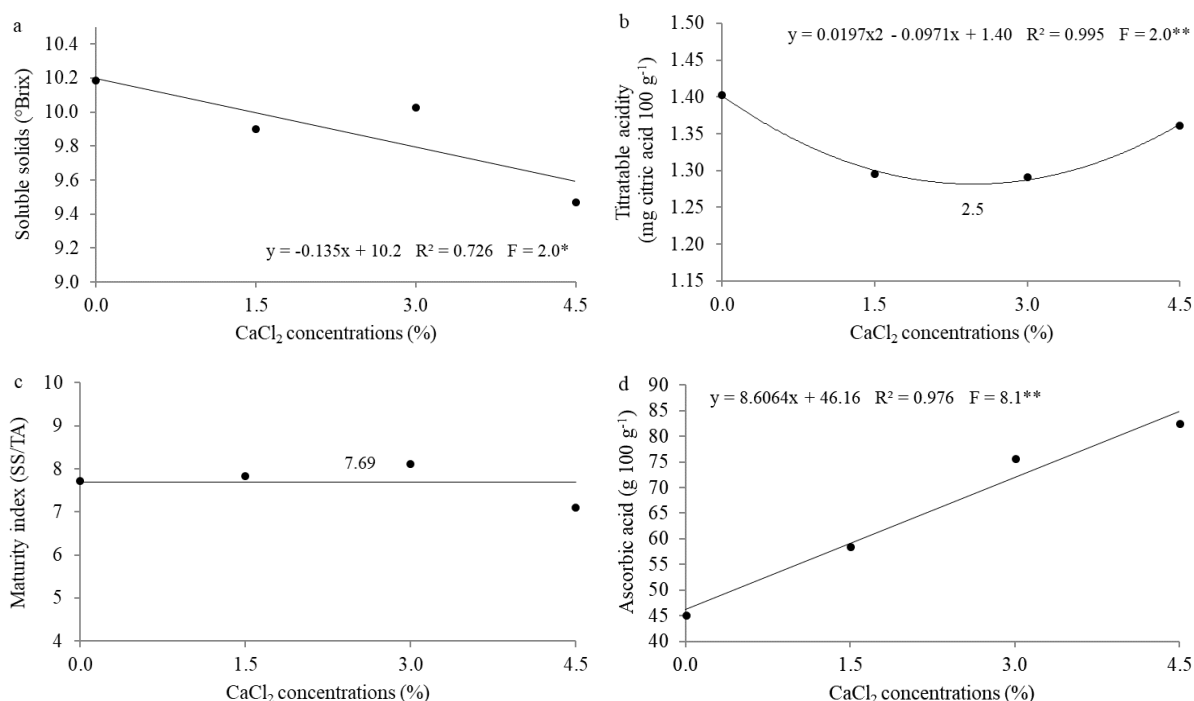 a
10.4
10.2
10.0
9.8
9.6
9.4
9.2
9.0
Soluble solids (°Brix)
y = -0.135x + 10.2 R² = 0.726 F = 2.0*
0.0 1.5 3.0 4.5
CaCl₂ concentrations (%)
b
1.50
1.45
1.40
1.35
1.30
1.25
1.20
1.15
Titratable acidity
(mg citric acid 100 g⁻¹)
y = 0.0197x2 - 0.0971x + 1.40 R² = 0.995 F = 2.0**
2.5
0.0 1.5 3.0 4.5
CaCl₂ concentrations (%)
c
10
9
8
7
6
5
4
Maturity index (SS/TA)
7.69
0.0 1.5 3.0 4.5
CaCl₂ concentrations (%)
d
90
85
80
75
70
65
60
55
50
45
40
Ascorbic acid (g 100 g⁻¹)
y = 8.6064x + 46.16 R² = 0.976 F = 8.1**
0.0 1.5 3.0 4.5
CaCl₂ concentrations (%)